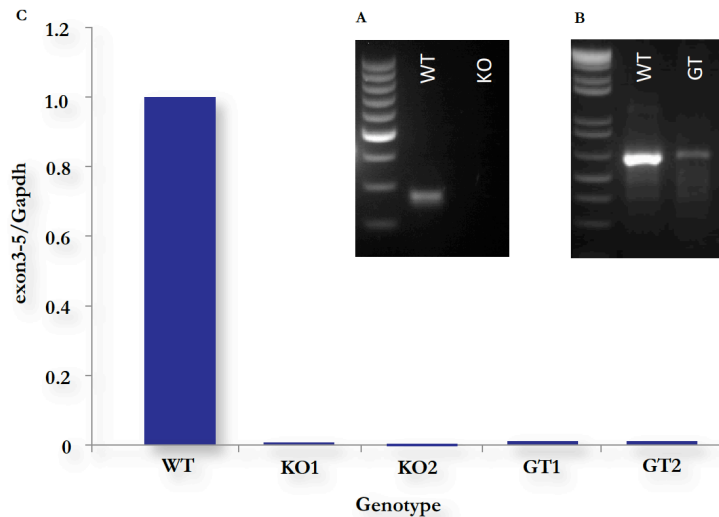 C
A
B
WT
KO
WT
GT
1.2
1.0
0.8
0.6
0.4
0.2
0
exon3-5/Gapdh
WT
KO1
KO2
GT1
GT2
Genotype